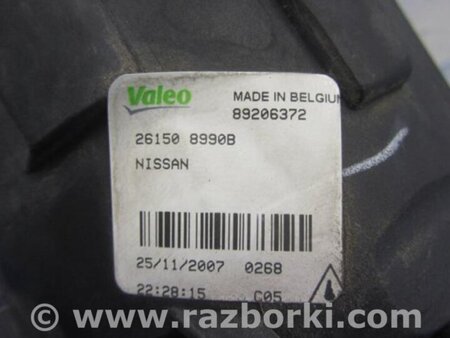 Valeo
MADE IN BELGIUM
89206372
26150 8990B
NISSAN
25/11/2007 0268
22:28:15 C05
www.razborki.com